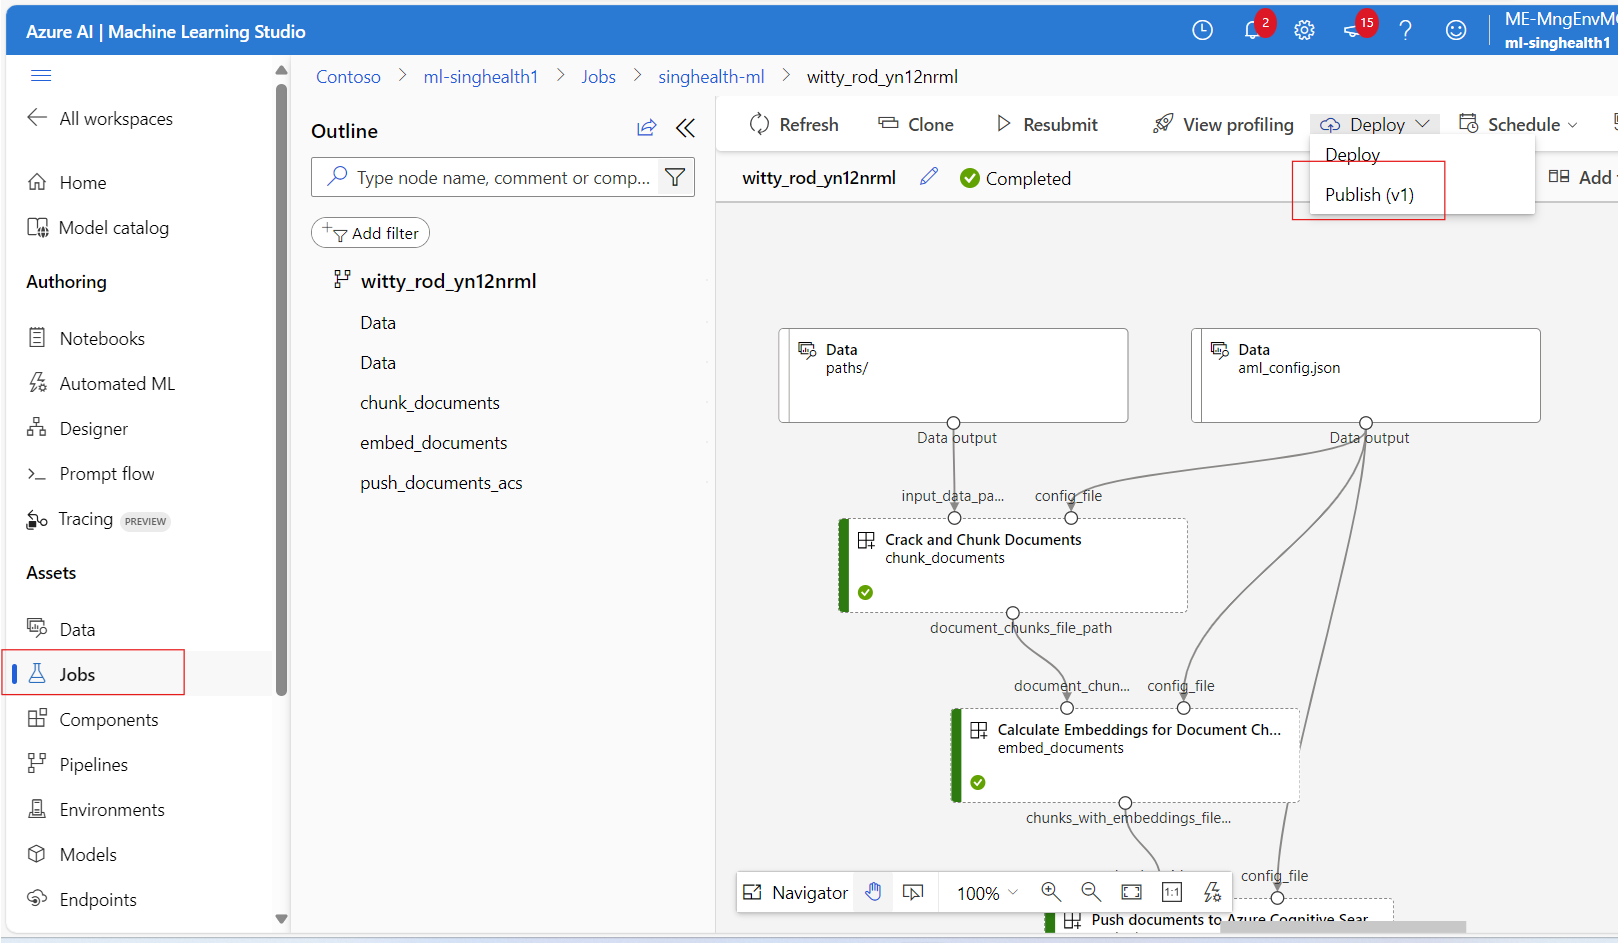 Azure AI | Machine Learning Studio
2
15
ME-MngEnvMC
ml-singhealth1
All workspaces
Home
Model catalog
Authoring
Notebooks
Automated ML
Designer
Prompt flow
Tracing PREVIEW
Assets
Data
Jobs
Components
Pipelines
Environments
Models
Endpoints
Contoso > ml-singhealth1 > Jobs > singhealth-ml > witty_rod_yn12nrml
Outline
Type node name, comment or comp...
Add filter
witty_rod_yn12nrml
Data
Data
chunk_documents
embed_documents
push_documents_acs
Refresh Clone Resubmit View profiling Deploy Schedule
Deploy
Publish (v1)
witty_rod_yn12nrml Completed Add
Data
paths/
Data output
Data
aml_config.json
Data output
input_data_pa... config_file
Crack and Chunk Documents
chunk_documents
document_chunks_file_path
document_chun... config_file
Calculate Embeddings for Document Ch...
embed_documents
chunks_with_embeddings_file...
config_file
Push documents to Azure Cognitive Sear
Navigator 100% 1:1